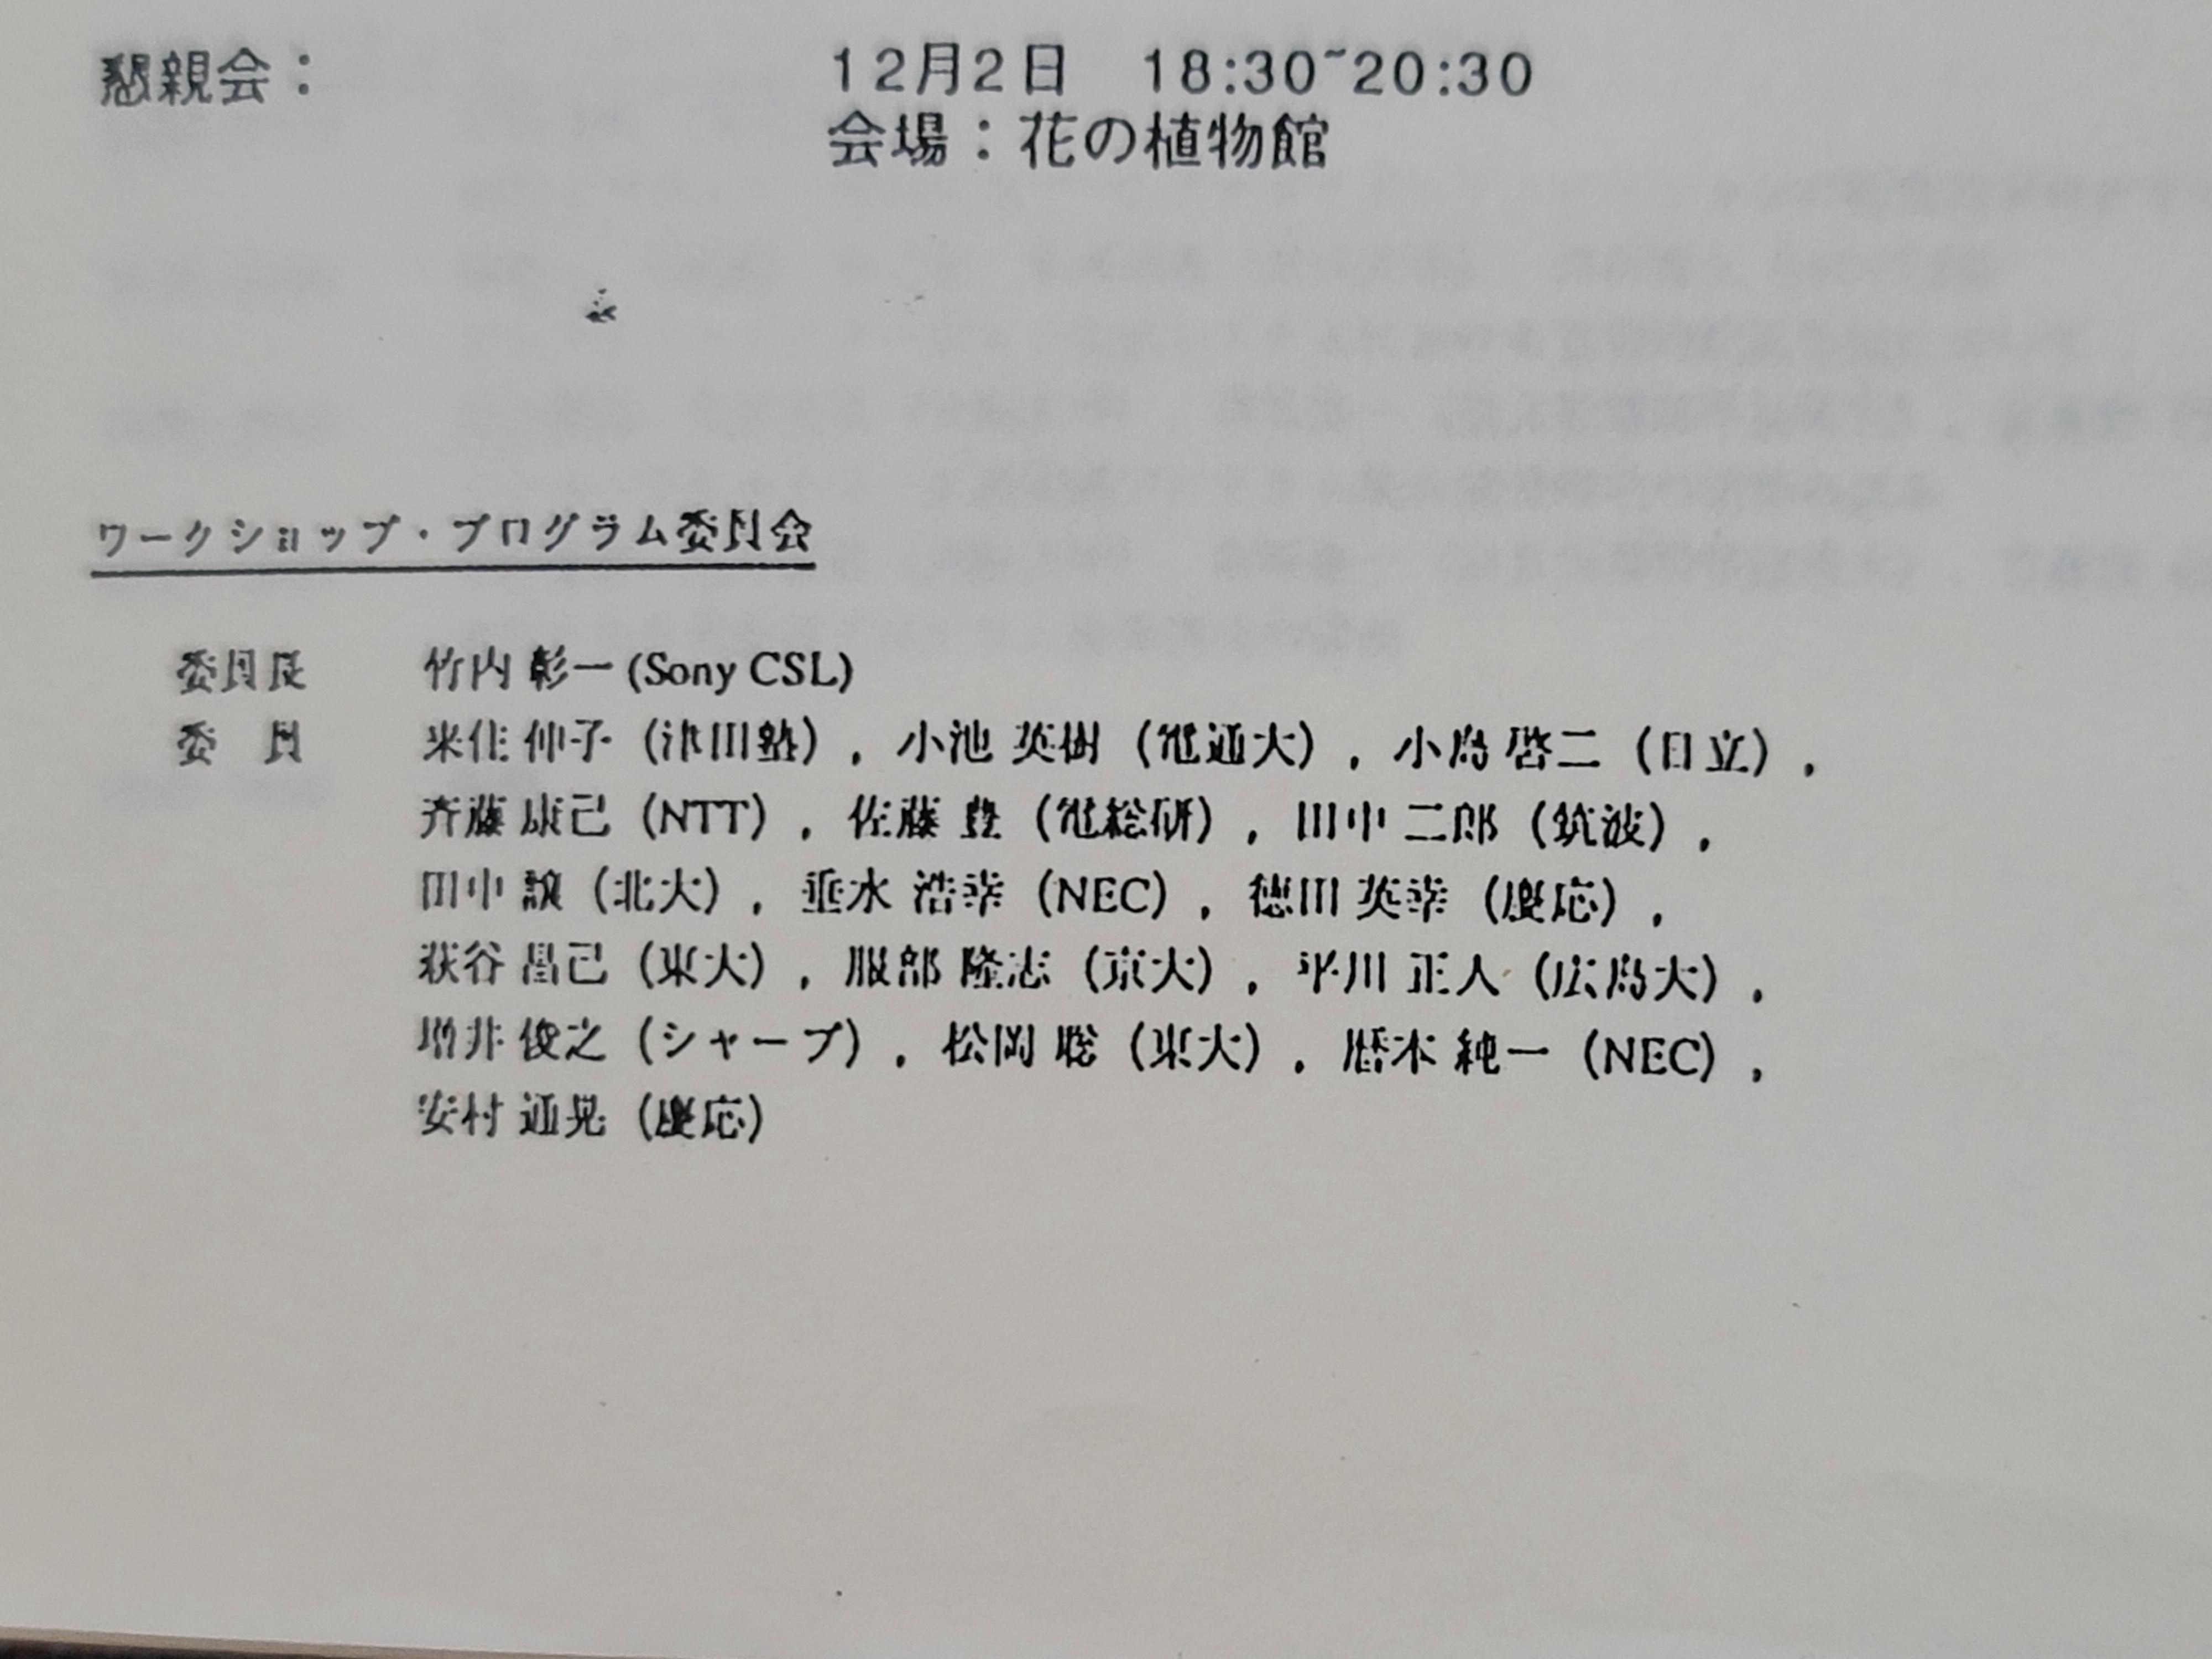 懇親会： 12月2日 18:30~20:30
会場：花の植物館
ワークショップ・プログラム委員会
委員長 竹内 彰一 (Sony CSL)
委 員 来住 伸子（津田塾），小池 英樹（電通大），小島 啓二（日立），
斉藤 康己（NTT），佐藤 豊（電総研），田中 二郎（筑波），
田中 譲（北大），垂水 浩幸（NEC），徳田 英幸（慶応），
萩谷 昌己（東大），服部 隆志（京大），平川 正人（広島大），
増井 俊之（シャープ），松岡 聡（東大），暦本 純一（NEC），
安村 通晃（慶応）